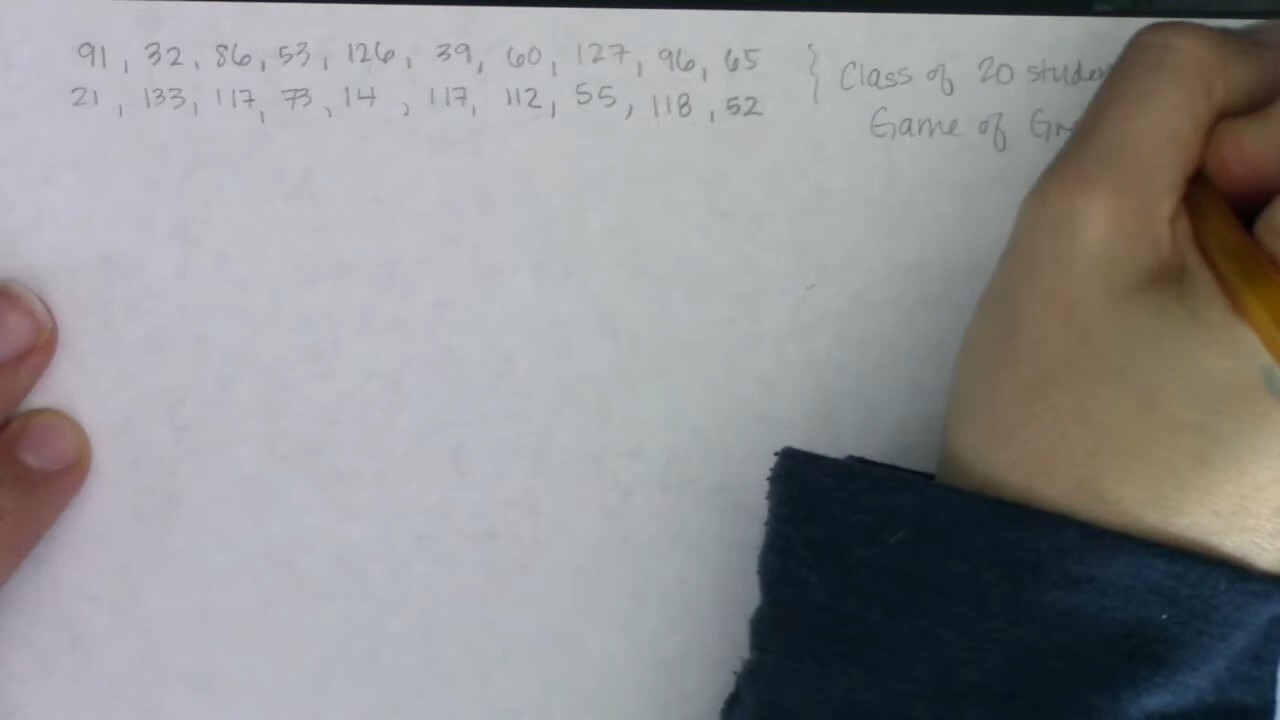 91, 32, 86, 53, 126, 39, 60, 127, 96, 65 } Class of 20
21, 133, 117, 73, 14, 117, 112, 55, 118, 52 Game of